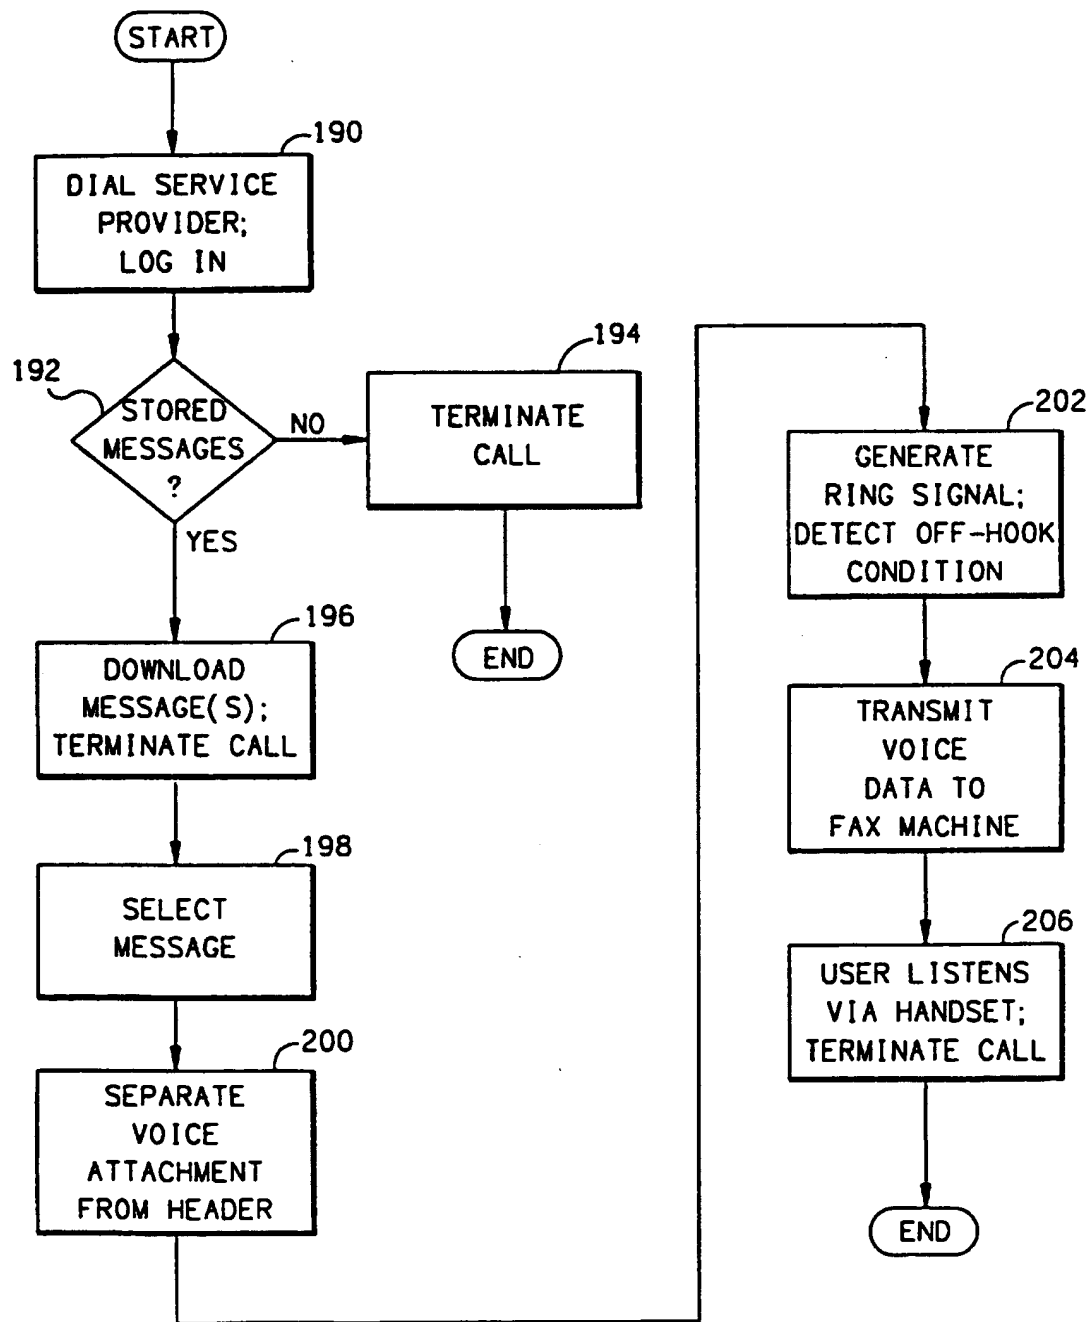 START
190
DIAL SERVICE
PROVIDER;
LOG IN
192
STORED
MESSAGES
?
NO
YES
194
TERMINATE
CALL
END
196
DOWNLOAD
MESSAGE(S);
TERMINATE CALL
198
SELECT
MESSAGE
200
SEPARATE
VOICE
ATTACHMENT
FROM HEADER
202
GENERATE
RING SIGNAL;
DETECT OFF-HOOK
CONDITION
204
TRANSMIT
VOICE
DATA TO
FAX MACHINE
206
USER LISTENS
VIA HANDSET;
TERMINATE CALL
END